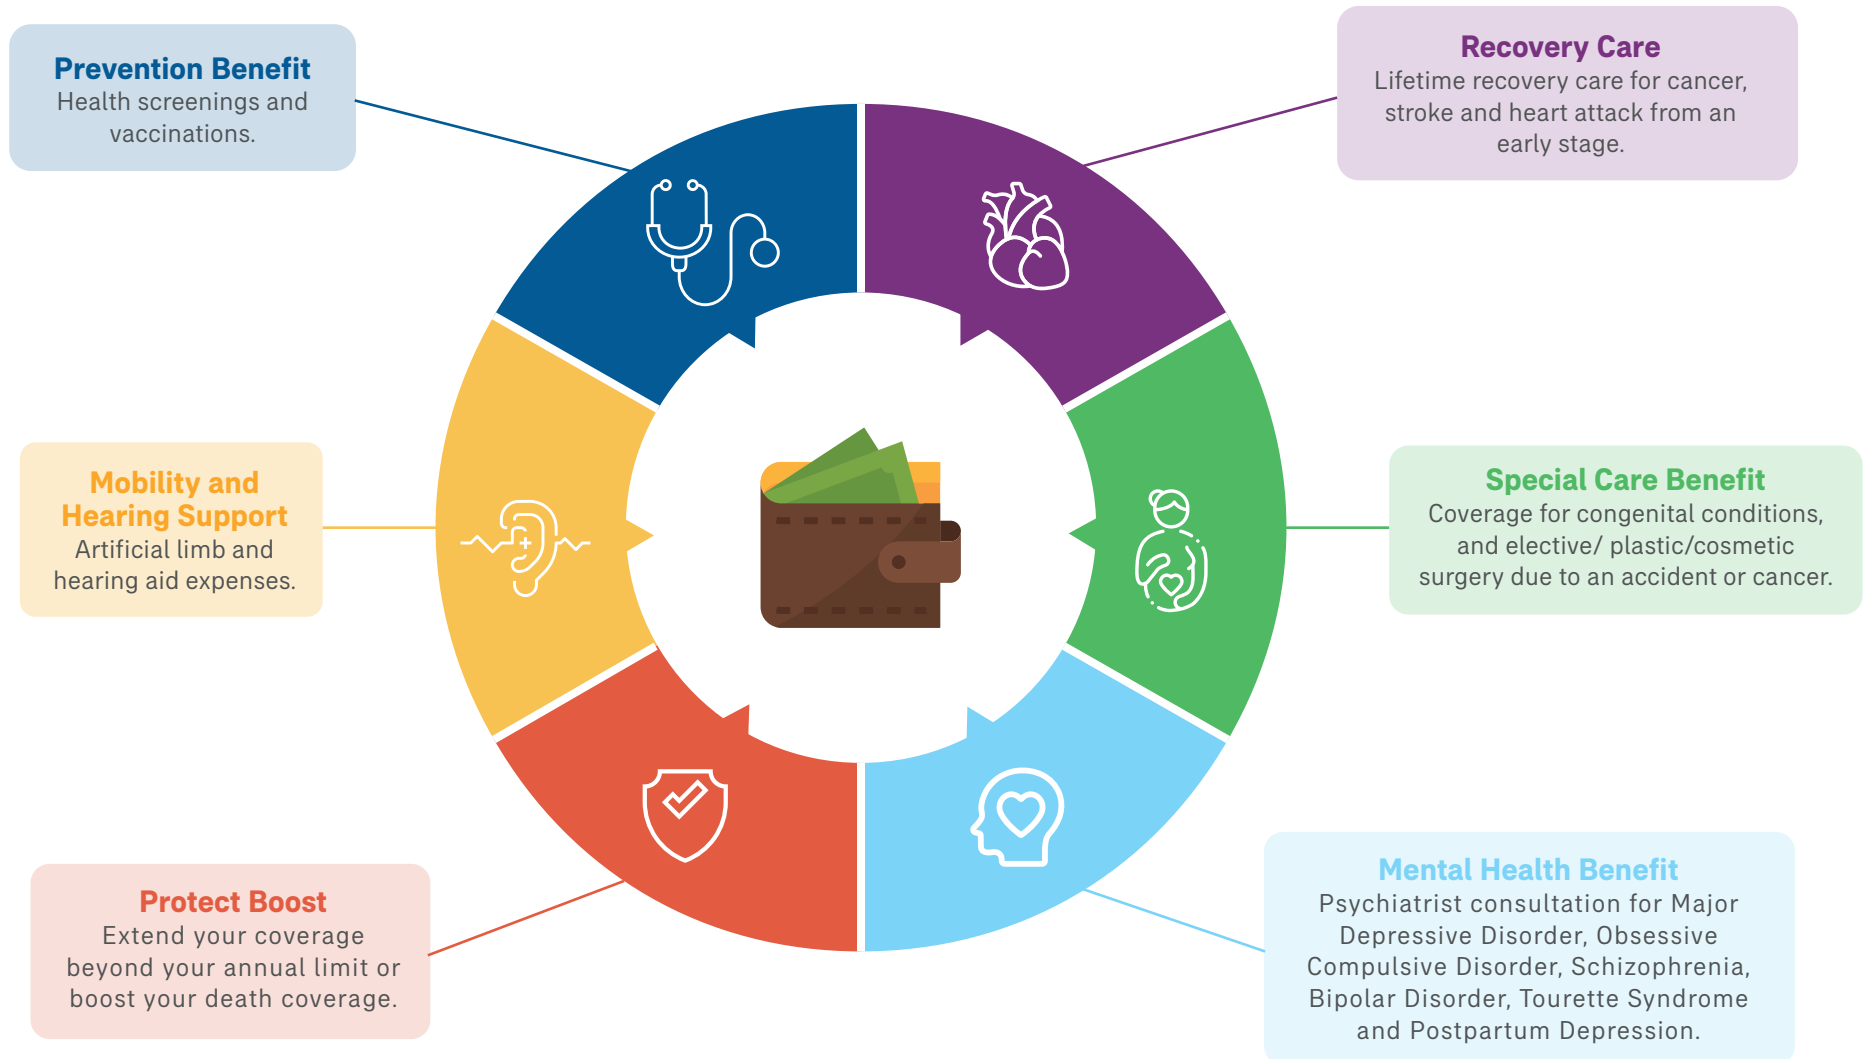 Prevention Benefit
Health screenings and
vaccinations.
Recovery Care
Lifetime recovery care for cancer,
stroke and heart attack from an
early stage.
Mobility and
Hearing Support
Artificial limb and
hearing aid expenses.
Special Care Benefit
Coverage for congenital conditions,
and elective/ plastic/cosmetic
surgery due to an accident or cancer.
Protect Boost
Extend your coverage
beyond your annual limit or
boost your death coverage.
Mental Health Benefit
Psychiatrist consultation for Major
Depressive Disorder, Obsessive
Compulsive Disorder, Schizophrenia,
Bipolar Disorder, Tourette Syndrome
and Postpartum Depression.